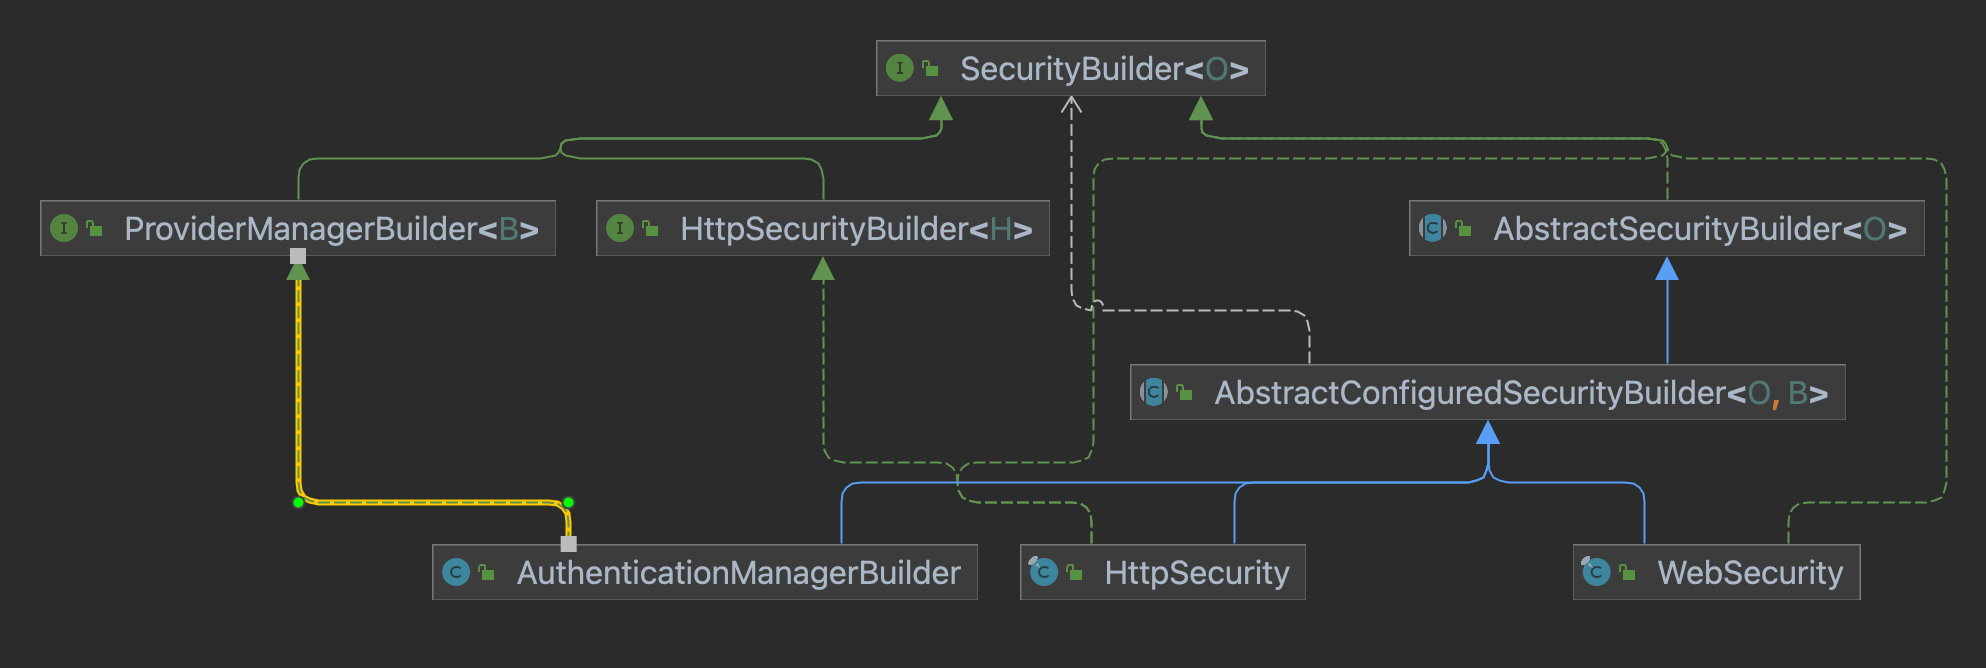 I SecurityBuilder<O>
I ProviderManagerBuilder<B>
I HttpSecurityBuilder<H>
C AbstractSecurityBuilder<O>
C AbstractConfiguredSecurityBuilder<O, B>
C AuthenticationManagerBuilder
C HttpSecurity
C WebSecurity